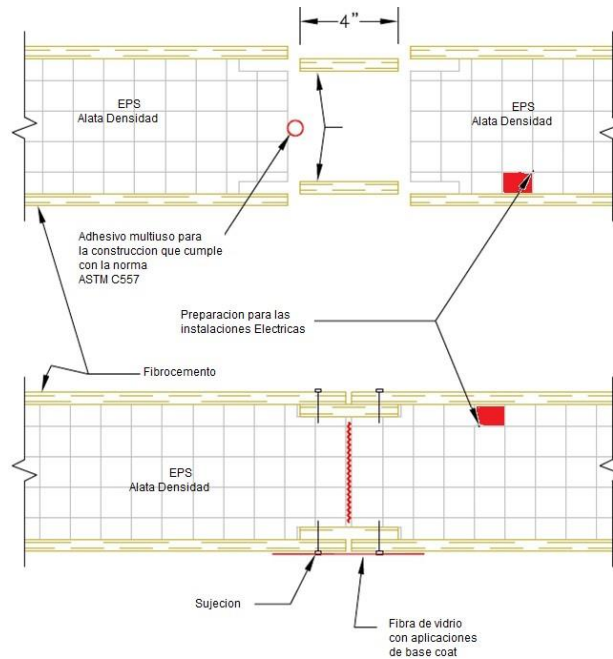 4"
EPS
Alata Densidad
EPS
Alata Densidad
Adhesivo multiuso para
la construccion que cumple
con la norma
ASTM C557
Preparacion para las
instalaciones Electricas
Fibrocemento
EPS
Alata Densidad
Sujecion
Fibra de vidrio
con aplicaciones
de base coat